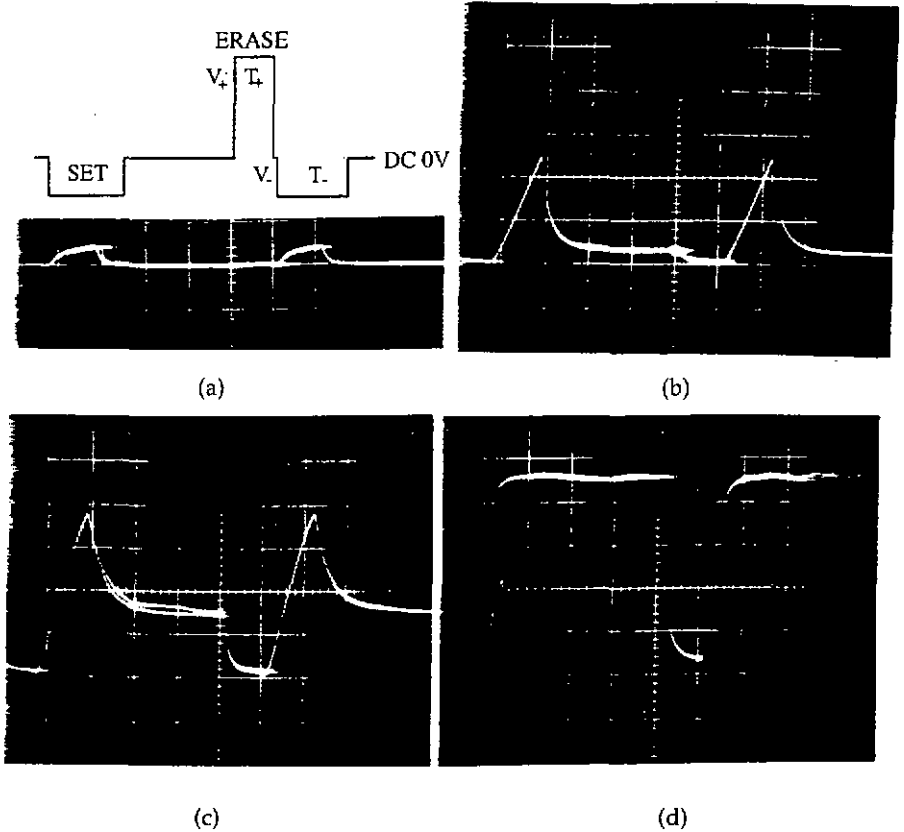 ERASE
V+ T+
SET
V- T-
DC 0V
(a)
(b)
(c)
(d)